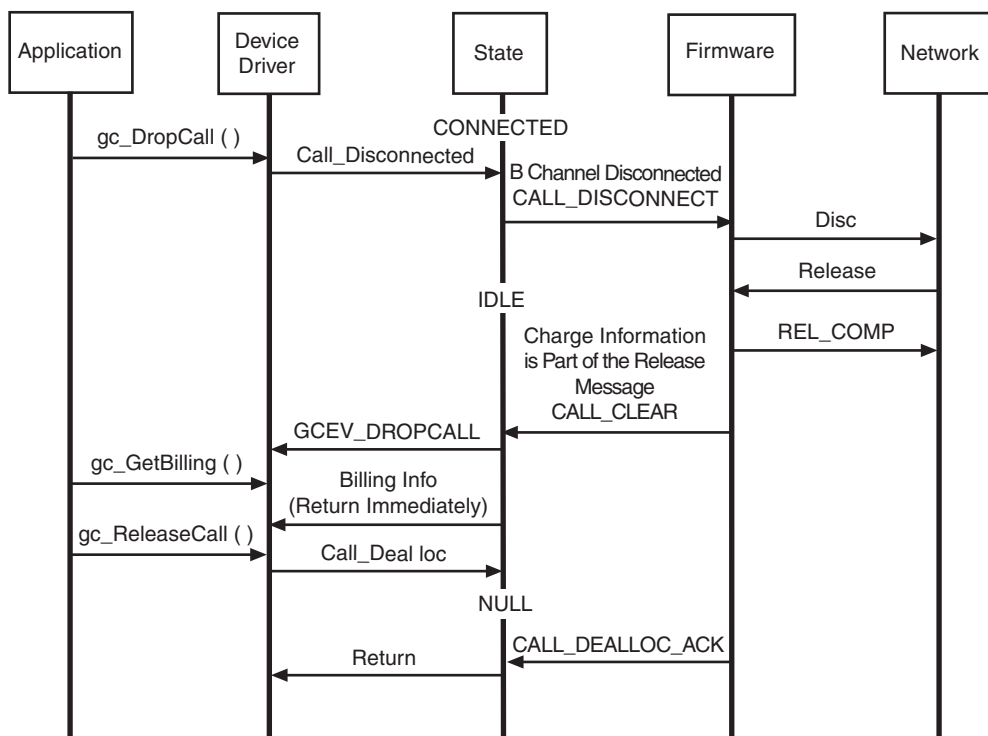 Application
Device
Driver
State
Firmware
Network
CONNECTED
gc_DropCall ( )
Call_Disconnected
B Channel Disconnected
CALL_DISCONNECT
Disc
Release
IDLE
Charge Information
is Part of the Release
Message
CALL_CLEAR
REL_COMP
GCEV_DROPCALL
gc_GetBilling ( )
Billing Info
(Return Immediately)
gc_ReleaseCall ( )
Call_Deal loc
NULL
CALL_DEALLOC_ACK
Return